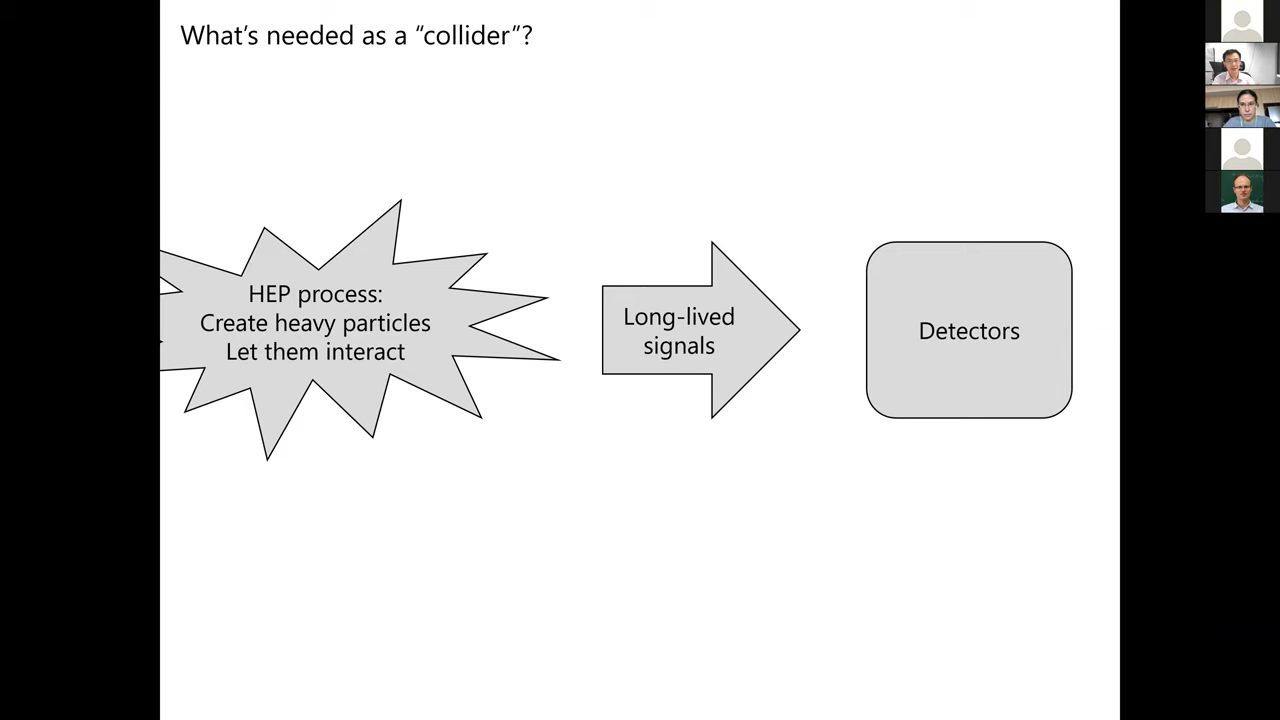 What’s needed as a “collider”?
HEP process:
Create heavy particles
Let them interact
Long-lived
signals
Detectors